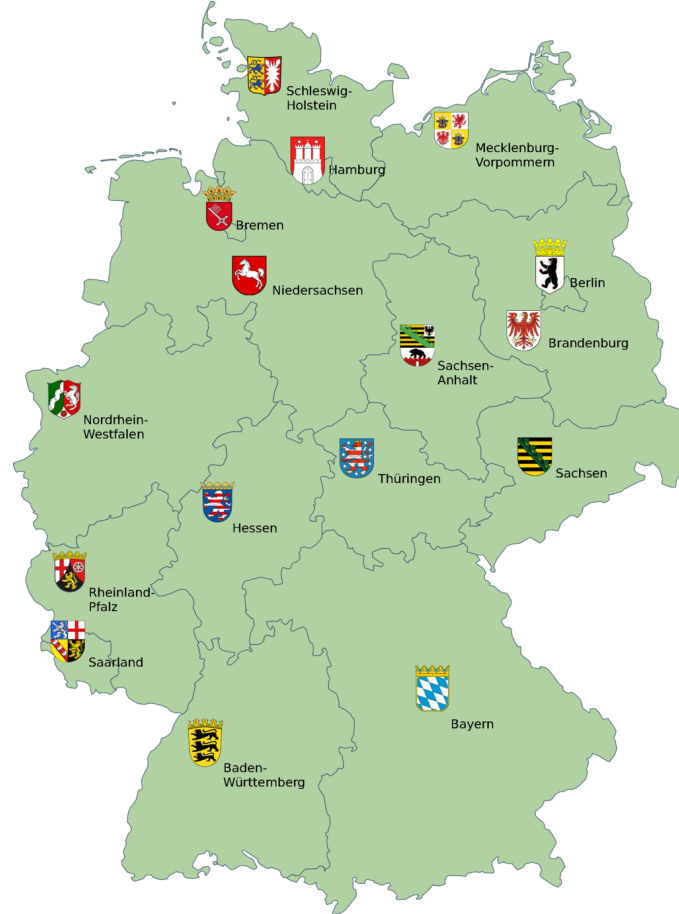 Schleswig-
Holstein
Mecklenburg-
Vorpommern
Hamburg
Bremen
Berlin
Niedersachsen
Brandenburg
Sachsen-
Anhalt
Nordrhein-
Westfalen
Sachsen
Thüringen
Hessen
Rheinland-
Pfalz
Saarland
Bayern
Baden-
Württemberg